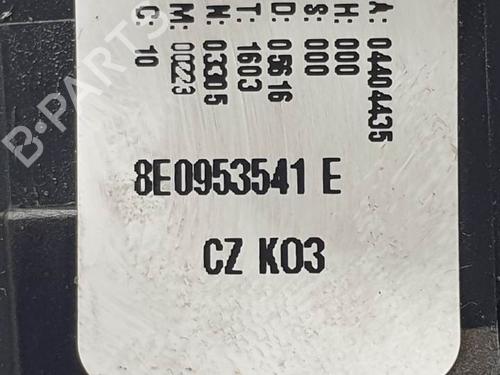 A: 04404435
H: 000
S: 000
D: 05616
T: 1603
N: 03305
M: 00223
C: 10
8E0953541 E
CZ K03
B-PARTS